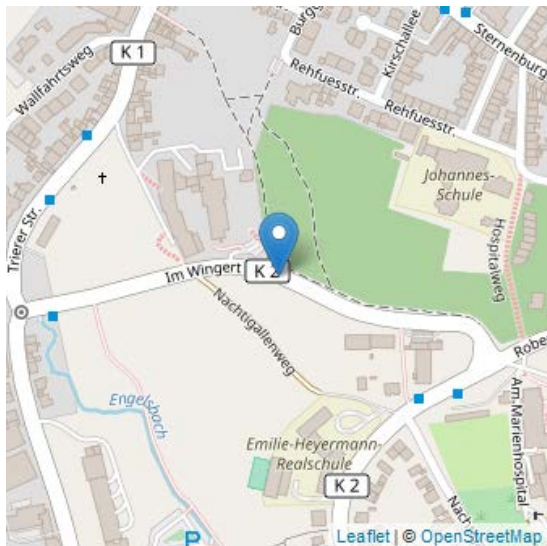 K 1
Burgg
Sternenburg
Wallfahrtsweg
Kirschallee
Rehfuesstr.
Rehfuesstr.
Johannes-
Schule
Trierer Str.
Hospitalweg
Im Wingert
K 2
Nachtigallenweg
Robe
Engelsbach
Am.Marienhospital
Emilie-Heyermann-
Realschule
K 2
Nach
P
Leaflet | © OpenStreetMap